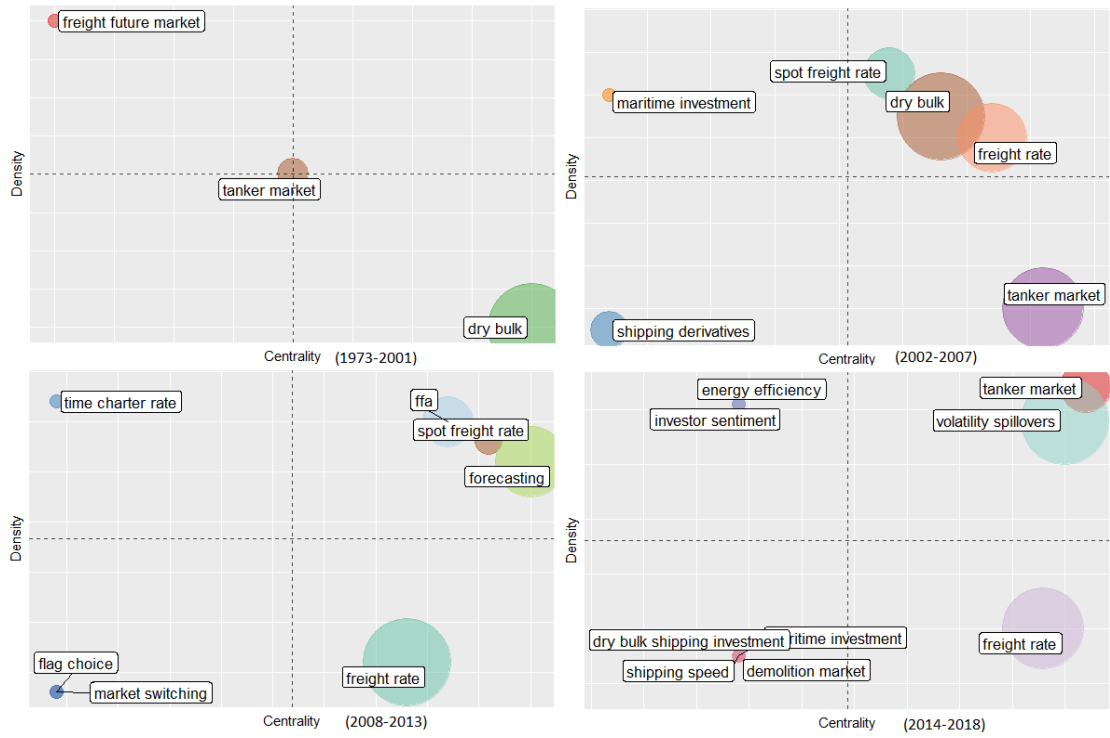 freight future market
tanker market
dry bulk
Density
Centrality (1973-2001)
spot freight rate
maritime investment
dry bulk
freight rate
tanker market
shipping derivatives
Density
Centrality (2002-2007)
time charter rate
ffa
spot freight rate
forecasting
flag choice
freight rate
market switching
Density
Centrality (2008-2013)
energy efficiency
tanker market
investor sentiment
volatility spillovers
dry bulk shipping investment
ritime investment
freight rate
shipping speed
demolition market
Density
Centrality (2014-2018)